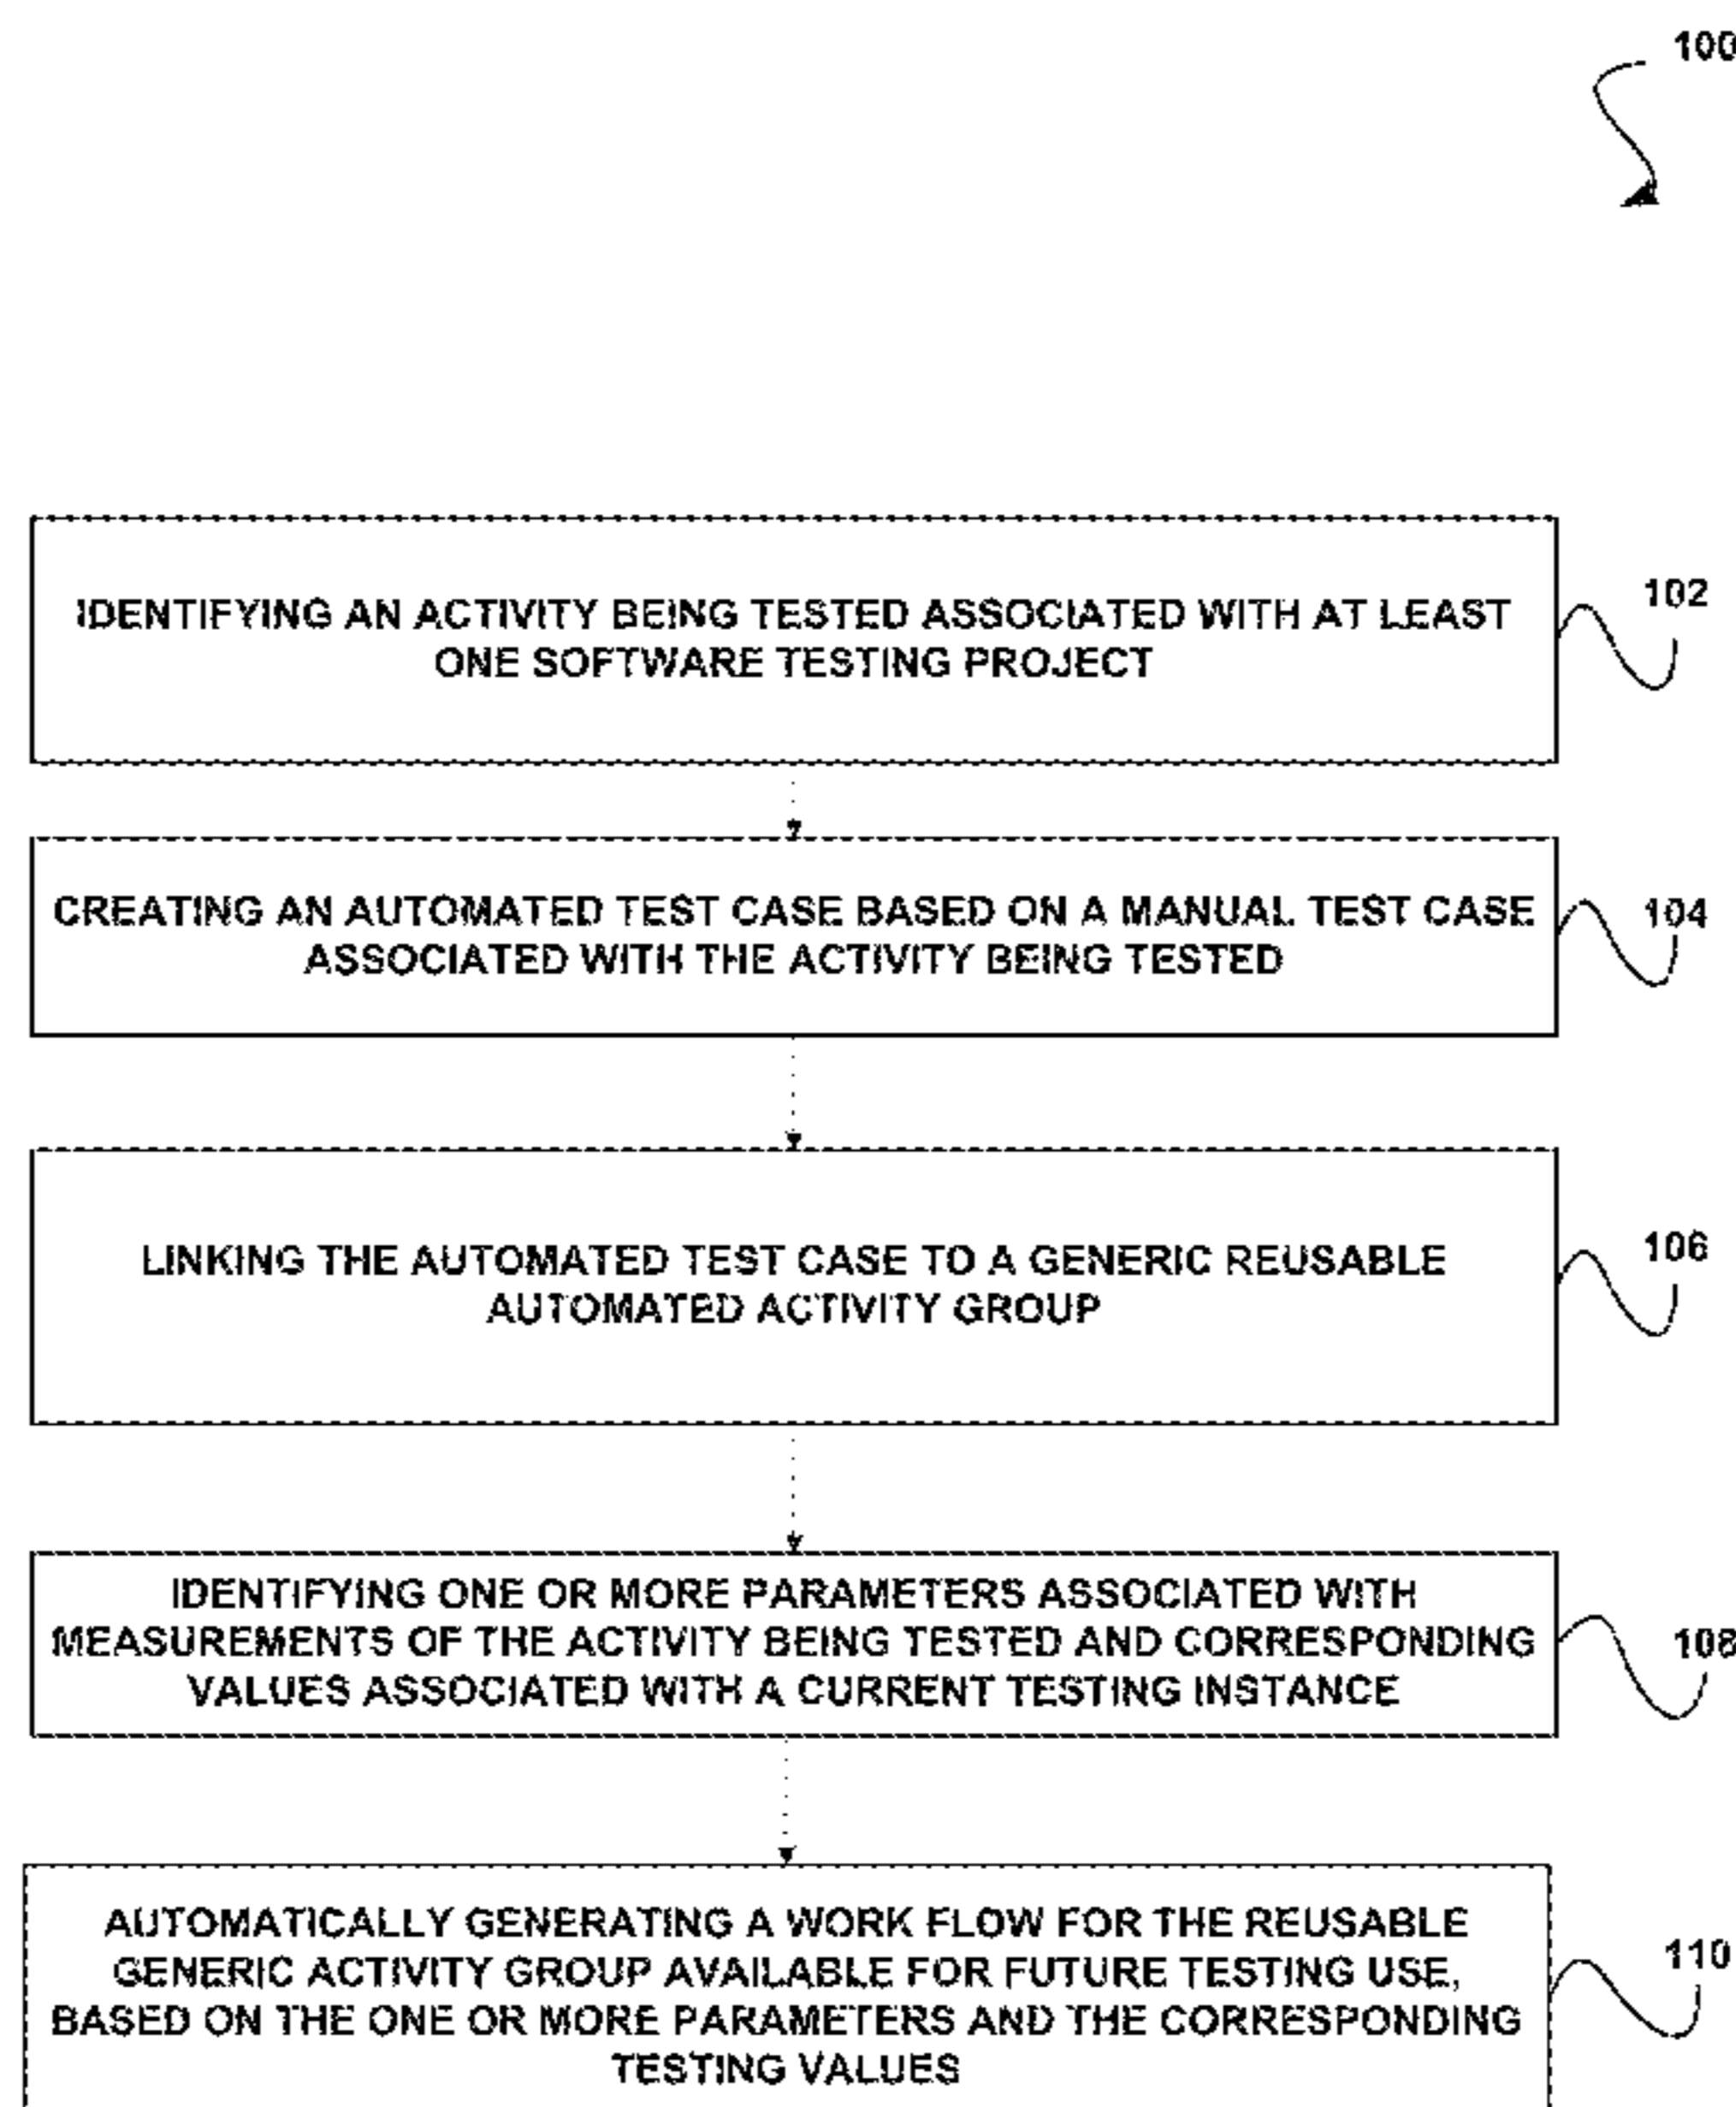 100
IDENTIFYING AN ACTIVITY BEING TESTED ASSOCIATED WITH AT LEAST
ONE SOFTWARE TESTING PROJECT
102
CREATING AN AUTOMATED TEST CASE BASED ON A MANUAL TEST CASE
ASSOCIATED WITH THE ACTIVITY BEING TESTED
104
LINKING THE AUTOMATED TEST CASE TO A GENERIC REUSABLE
AUTOMATED ACTIVITY GROUP
106
IDENTIFYING ONE OR MORE PARAMETERS ASSOCIATED WITH
MEASUREMENTS OF THE ACTIVITY BEING TESTED AND CORRESPONDING
VALUES ASSOCIATED WITH A CURRENT TESTING INSTANCE
108
AUTOMATICALLY GENERATING A WORK FLOW FOR THE REUSABLE
GENERIC ACTIVITY GROUP AVAILABLE FOR FUTURE TESTING USE,
BASED ON THE ONE OR MORE PARAMETERS AND THE CORRESPONDING
TESTING VALUES
110